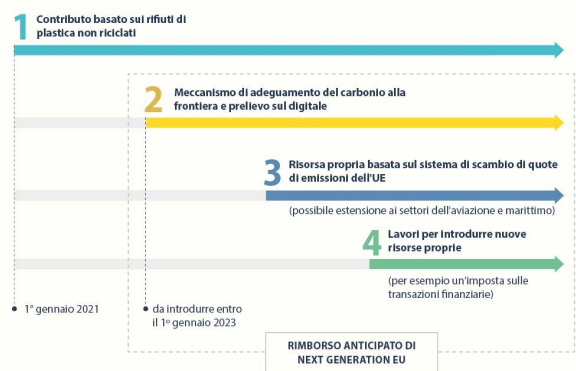 1
Contributo basato sui rifiuti di
plastica non riciclati
2
Meccanismo di adeguamento del carbonio alla
frontiera e prelievo sul digitale
3
Risorsa propria basata sul sistema di scambio di quote
di emissioni dell'UE
(possibile estensione ai settori dell'aviazione e marittimo)
4
Lavori per introdurre nuove
risorse proprie
(per esempio un'imposta sulle
transazioni finanziarie)
1° gennaio 2021
da introdurre entro
il 1º gennaio 2023
RIMBORSO ANTICIPATO DI
NEXT GENERATION EU